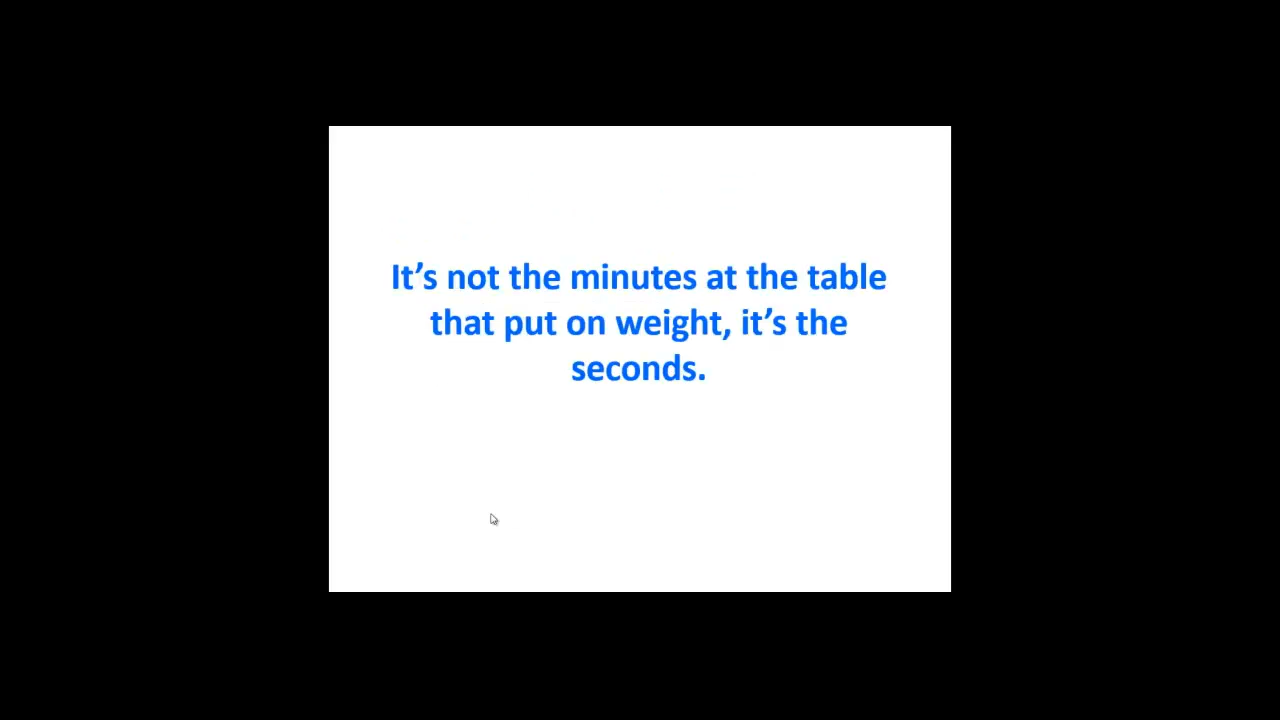 It’s not the minutes at the table
that put on weight, it’s the
seconds.